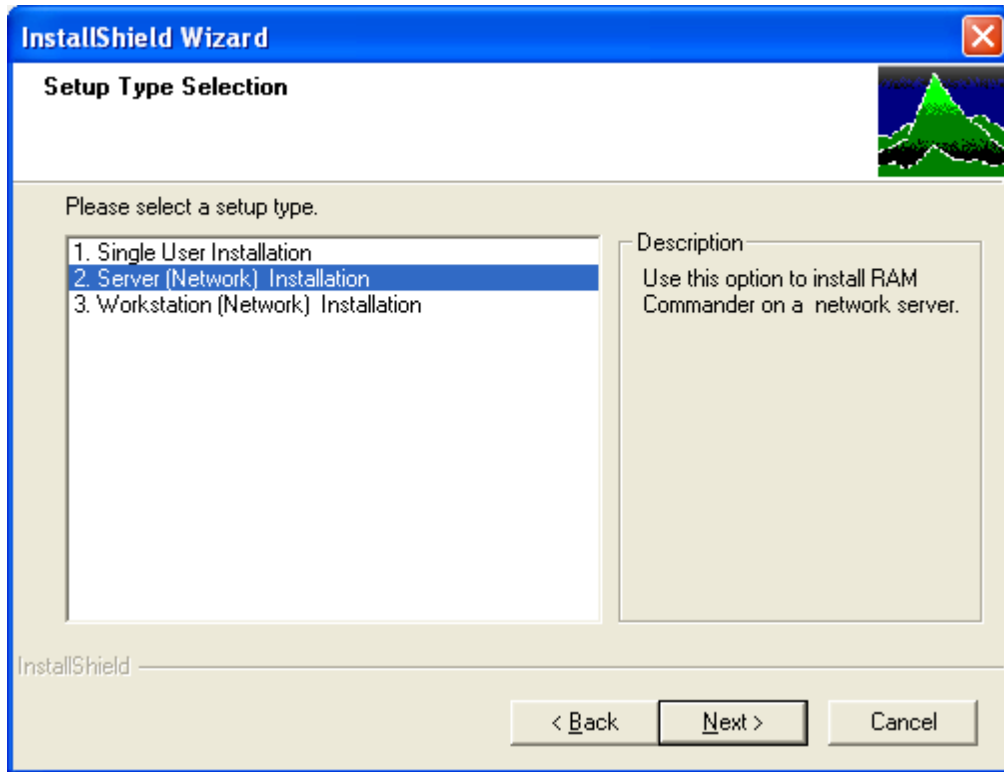 InstallShield Wizard
Setup Type Selection
Please select a setup type.
1. Single User Installation
2. Server (Network)  Installation
3. Workstation (Network)  Installation
Description
Use this option to install RAM
Commander on a  network server.
InstallShield
< Back
Next >
Cancel